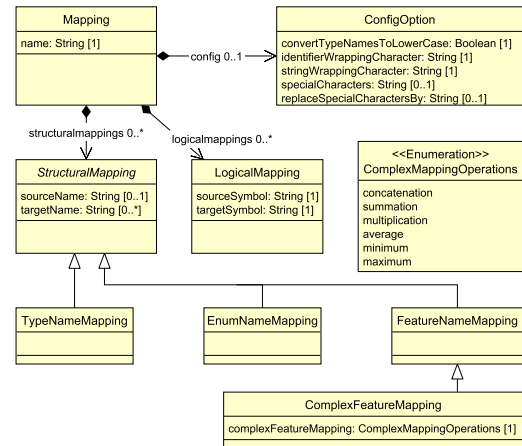 Mapping
name: String [1]
config 0..1
ConfigOption
convertTypeNamesToLowerCase: Boolean [1]
identifierWrappingCharacter: String [1]
stringWrappingCharacter: String [1]
specialCharacters: String [0..1]
replaceSpecialCharactersBy: String [0..1]
structuralmappings 0..*
logicalmappings 0..*
StructuralMapping
sourceName: String [0..1]
targetName: String [0..*]
LogicalMapping
sourceSymbol: String [1]
targetSymbol: String [1]
<<Enumeration>>
ComplexMappingOperations
concatenation
summation
multiplication
average
minimum
maximum
TypeNameMapping
EnumNameMapping
FeatureNameMapping
ComplexFeatureMapping
complexFeatureMapping: ComplexMappingOperations [1]